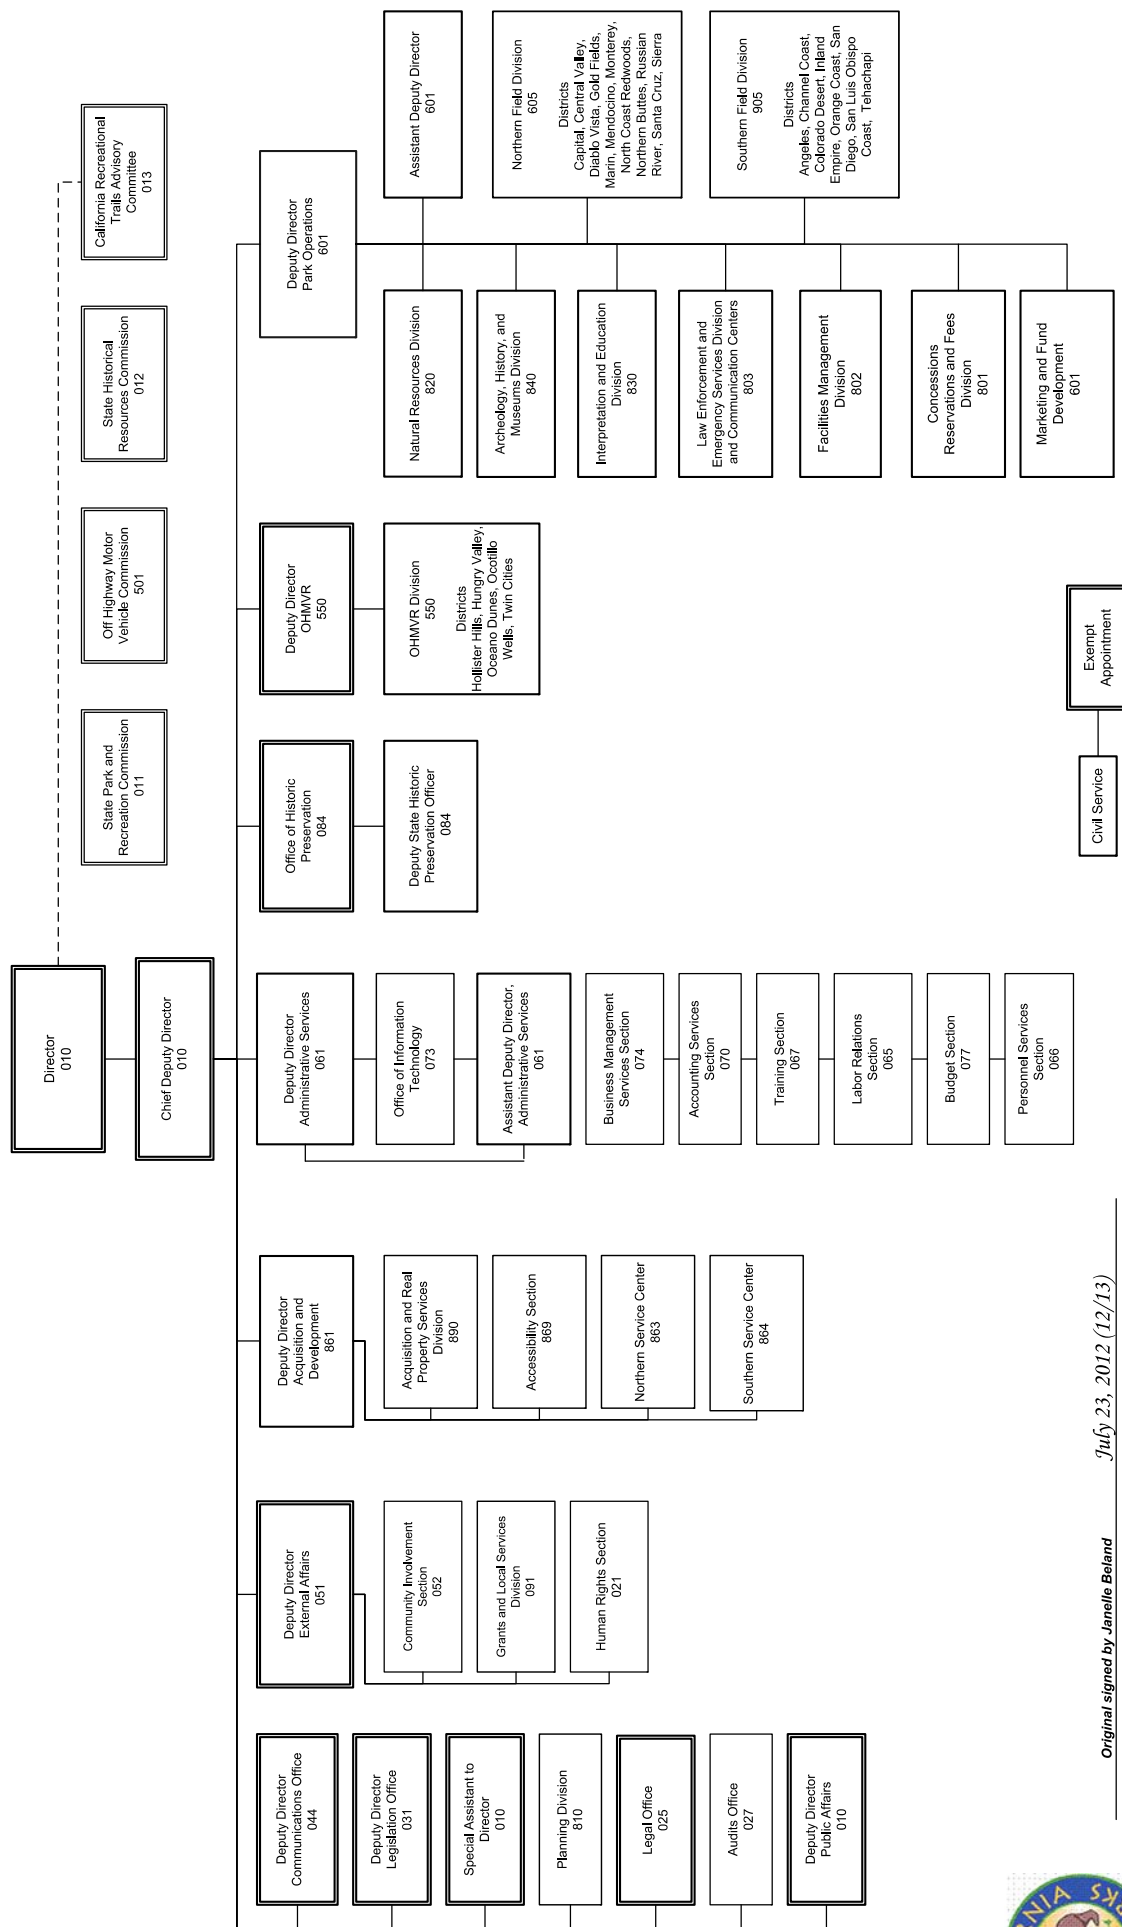 Director
010
Chief Deputy Director
010
State Park and
Recreation Commission
011
Off Highway Motor
Vehicle Commission
501
State Historical
Resources Commission
012
California Recreational
Trails Advisory
Committee
013
Deputy Director
Communications Office
044
Deputy Director
Legislation Office
031
Special Assistant to
Director
010
Planning Division
810
Legal Office
025
Audits Office
027
Deputy Director
Public Affairs
010
Deputy Director
External Affairs
051
Community Involvement
Section
052
Grants and Local Services
Division
091
Human Rights Section
021
Deputy Director
Acquisition and
Development
861
Acquisition and Real
Property Services
Division
890
Accessibility Section
869
Northern Service Center
863
Southern Service Center
864
Deputy Director
Administrative Services
061
Office of Information
Technology
073
Assistant Deputy Director,
Administrative Services
061
Business Management
Services Section
074
Accounting Services
Section
070
Training Section
067
Labor Relations
Section
065
Budget Section
077
Personnel Services
Section
066
Office of Historic
Preservation
084
Deputy State Historic
Preservation Officer
084
Deputy Director
OHMVR
550
OHMVR Division
550
Districts
Hollister Hills, Hungry Valley,
Oceano Dunes, Ocotillo
Wells, Twin Cities
Deputy Director
Park Operations
601
Assistant Deputy Director
601
Natural Resources Division
820
Archeology, History, and
Museums Division
840
Northern Field Division
605
Districts
Capital, Central Valley,
Diablo Vista, Gold Fields,
Marin, Mendocino, Monterey,
North Coast Redwoods,
Northern Buttes, Russian
River, Santa Cruz, Sierra
Interpretation and Education
Division
830
Law Enforcement and
Emergency Services Division
and Communication Centers
803
Southern Field Division
905
Districts
Angeles, Channel Coast,
Colorado Desert, Inland
Empire, Orange Coast, San
Diego, San Luis Obispo
Coast, Tehachapi
Facilities Management
Division
802
Concessions
Reservations and Fees
Division
801
Marketing and Fund
Development
601
Original signed by Janelle Beland
July 23, 2012 (12/13)
Civil Service
Exempt
Appointment